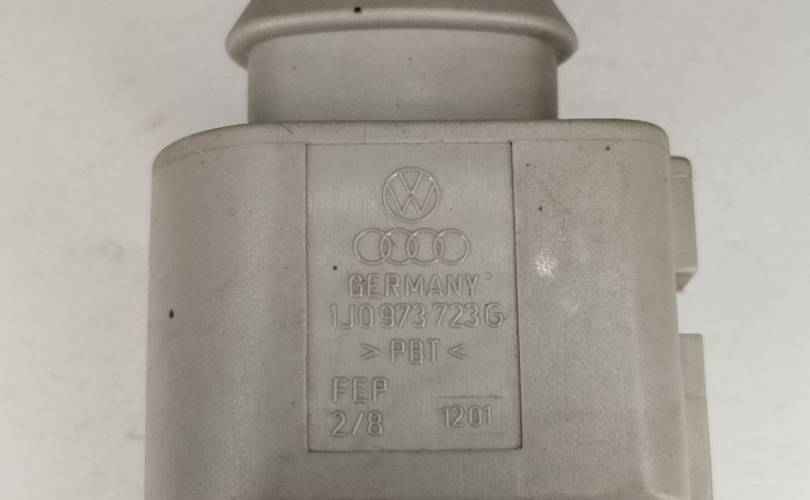 GERMANY
1J0 973 723 G
> PBT <
FEP
2/8
1201